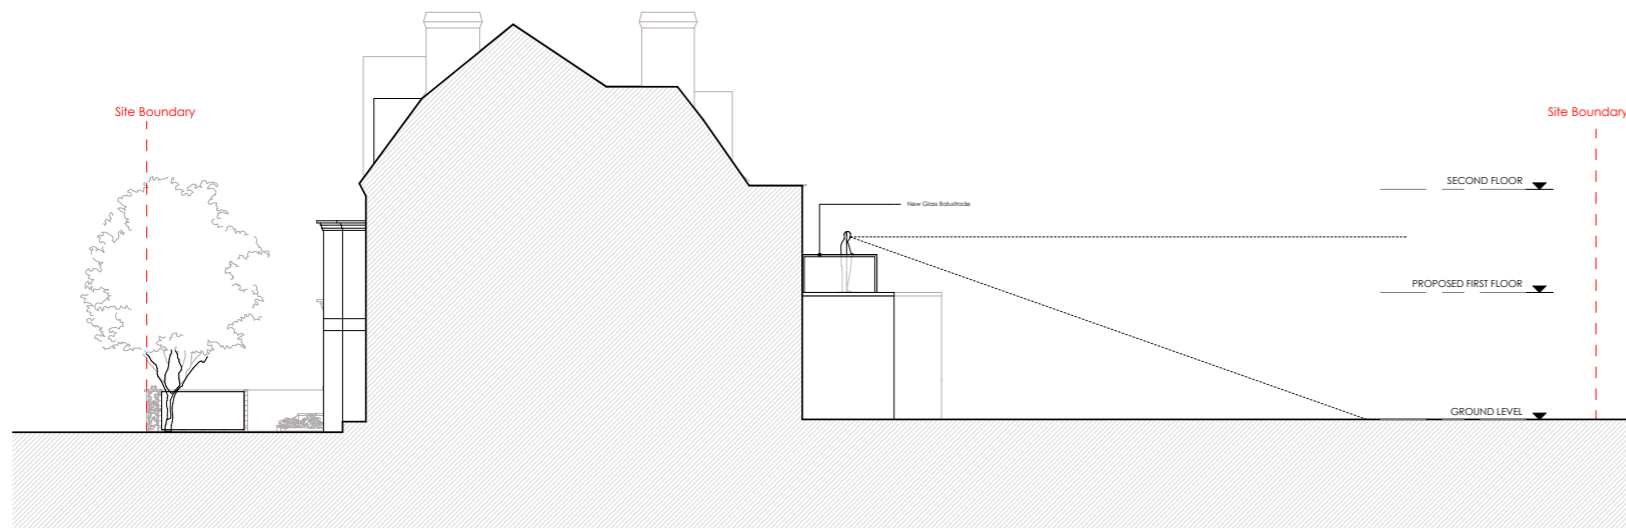 Site Boundary
Site Boundary
SECOND FLOOR
New Glass Balustrade
PROPOSED FIRST FLOOR
GROUND LEVEL